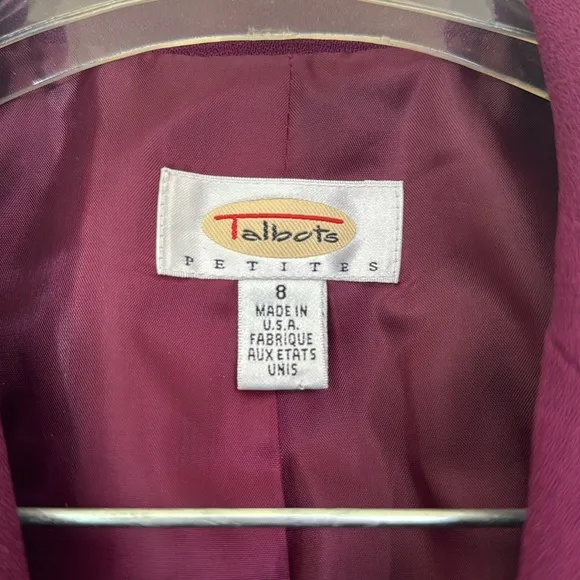 Talbots
PETITES
8
MADE IN
U.S.A.
FABRIQUE
AUX ETATS
UNIS